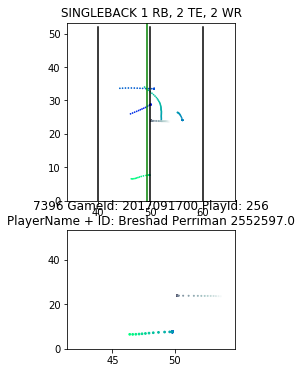 SINGLEBACK 1 RB, 2 TE, 2 WR
50
40
30
20
10
0
40 50 60
7396 GameId: 2017091700 PlayId: 256
PlayerName + ID: Breshad Perriman 2552597.0
40
20
0
45 50